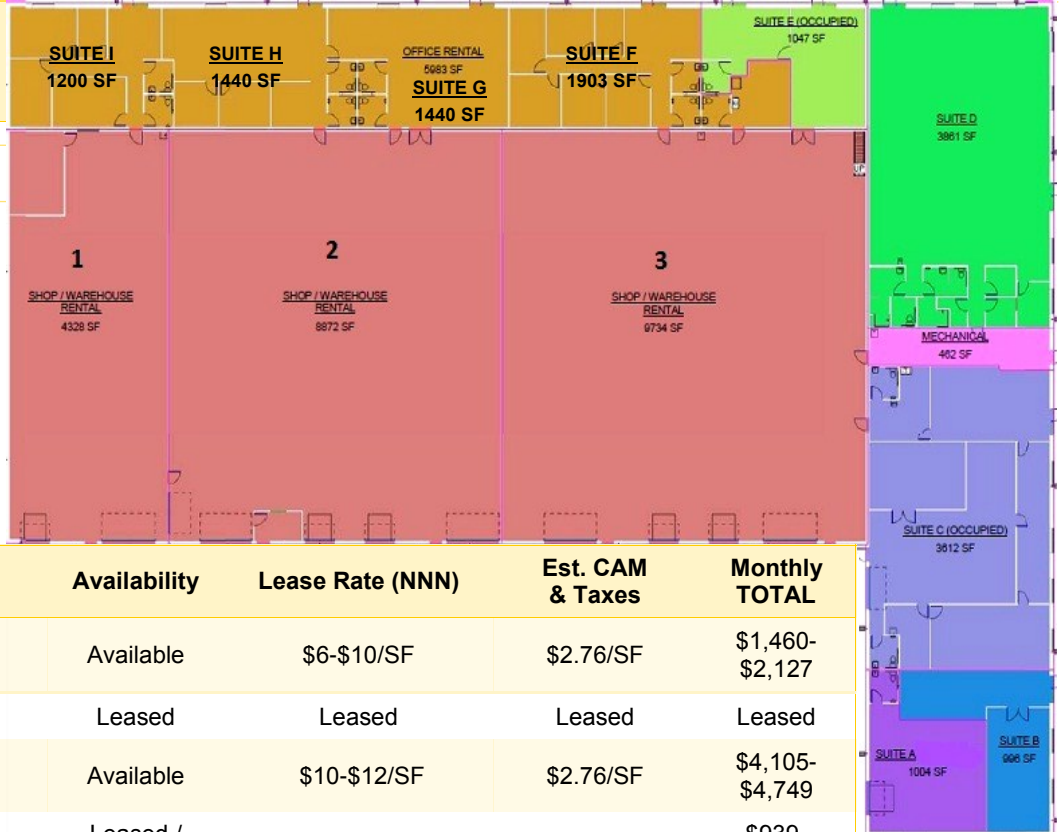 SUITE I
1200 SF
SUITE H
1440 SF
OFFICE RENTAL
5983 SF
SUITE G
1440 SF
SUITE F
1903 SF
SUITE E (OCCUPIED)
1047 SF
SUITE D
3861 SF
UP
1
SHOP / WAREHOUSE
RENTAL
4328 SF
2
SHOP / WAREHOUSE
RENTAL
8872 SF
3
SHOP / WAREHOUSE
RENTAL
9734 SF
MECHANICAL
462 SF
SUITE C (OCCUPIED)
3612 SF
SUITE A
1004 SF
SUITE B
996 SF
Availability Lease Rate (NNN) Est. CAM & Taxes Monthly TOTAL
Available $6-$10/SF $2.76/SF $1,460-$2,127
Leased Leased Leased Leased
Available $10-$12/SF $2.76/SF $4,105-$4,749
Leased / $939-